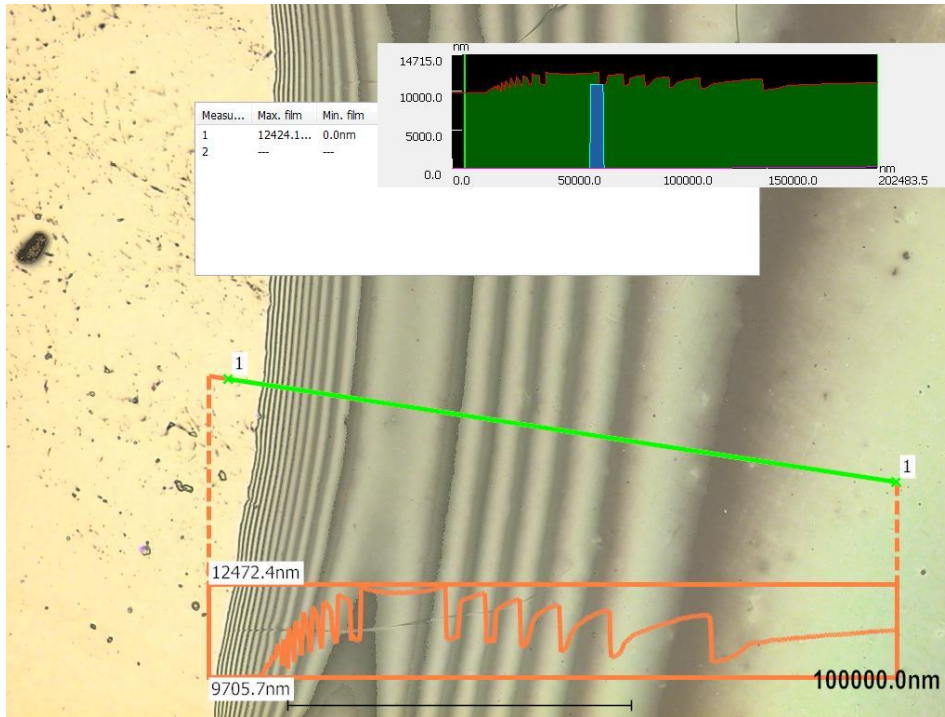 nm
14715.0
10000.0
5000.0
0.0
nm
0.0 50000.0 100000.0 150000.0 202483.5
Measu... Max. film Min. film
1 12424.1... 0.0nm
2 --- ---
1
1
12472.4nm
9705.7nm
100000.0nm